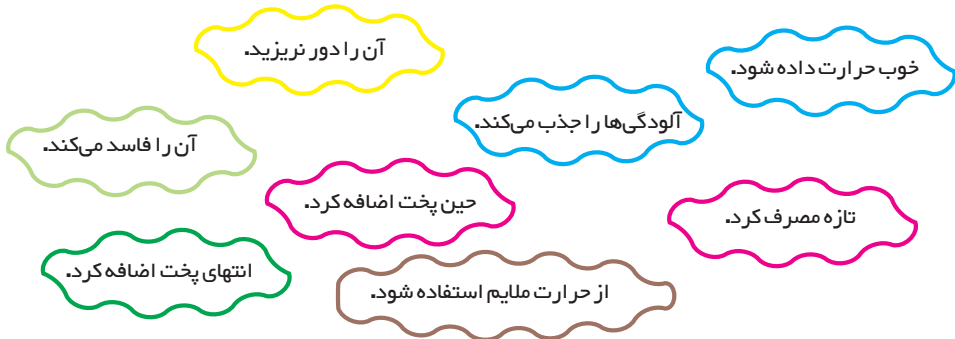 آن را دور نریزید.
خوب حرارت داده شود.
آلودگی‌ها را جذب می‌کند.
آن را فاسد می‌کند.
حین پخت اضافه کرد.
تازه مصرف کرد.
انتهای پخت اضافه کرد.
از حرارت ملایم استفاده شود.